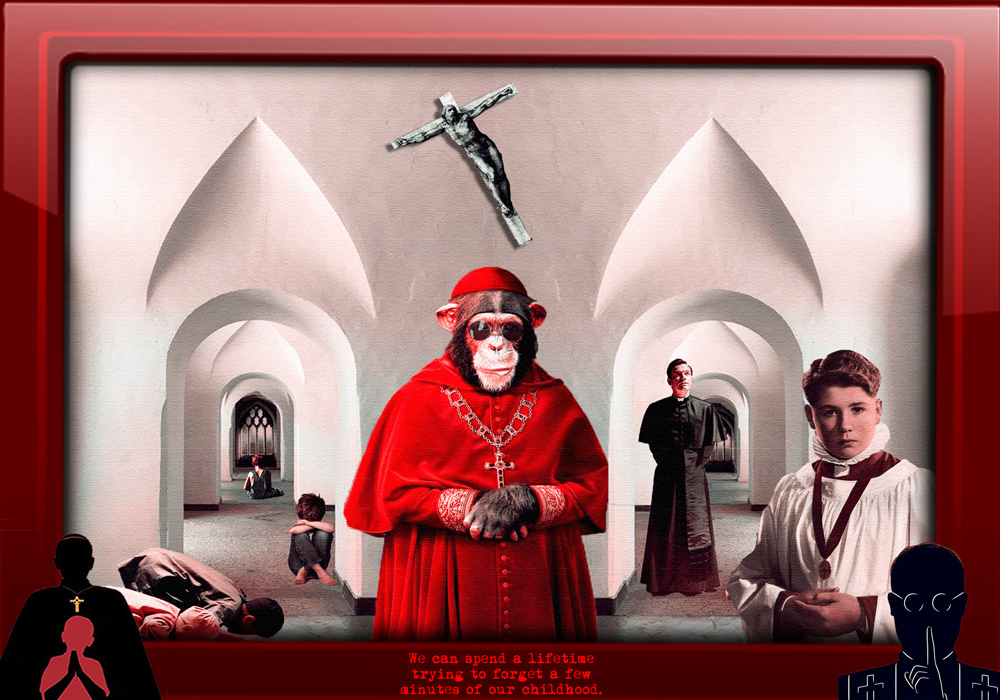 We can spend a lifetime
trying to forget a few
minutes of our childhood.